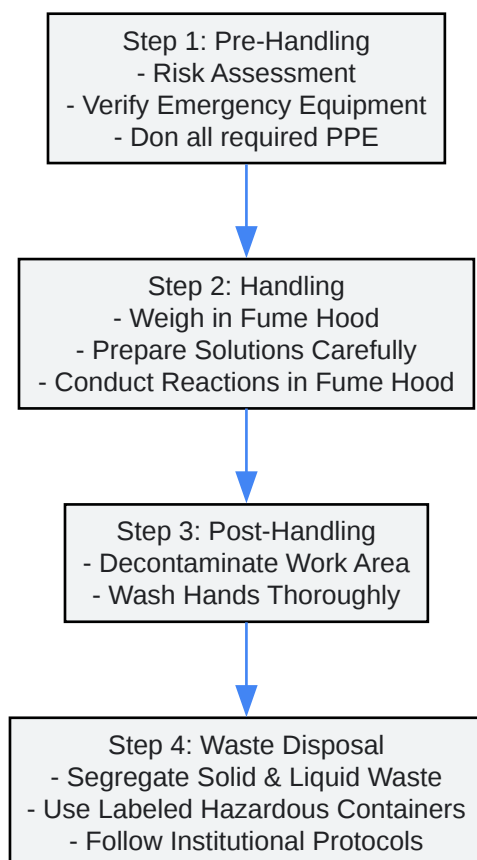 Step 1: Pre-Handling
- Risk Assessment
- Verify Emergency Equipment
- Don all required PPE
Step 2: Handling
- Weigh in Fume Hood
- Prepare Solutions Carefully
- Conduct Reactions in Fume Hood
Step 3: Post-Handling
- Decontaminate Work Area
- Wash Hands Thoroughly
Step 4: Waste Disposal
- Segregate Solid & Liquid Waste
- Use Labeled Hazardous Containers
- Follow Institutional Protocols